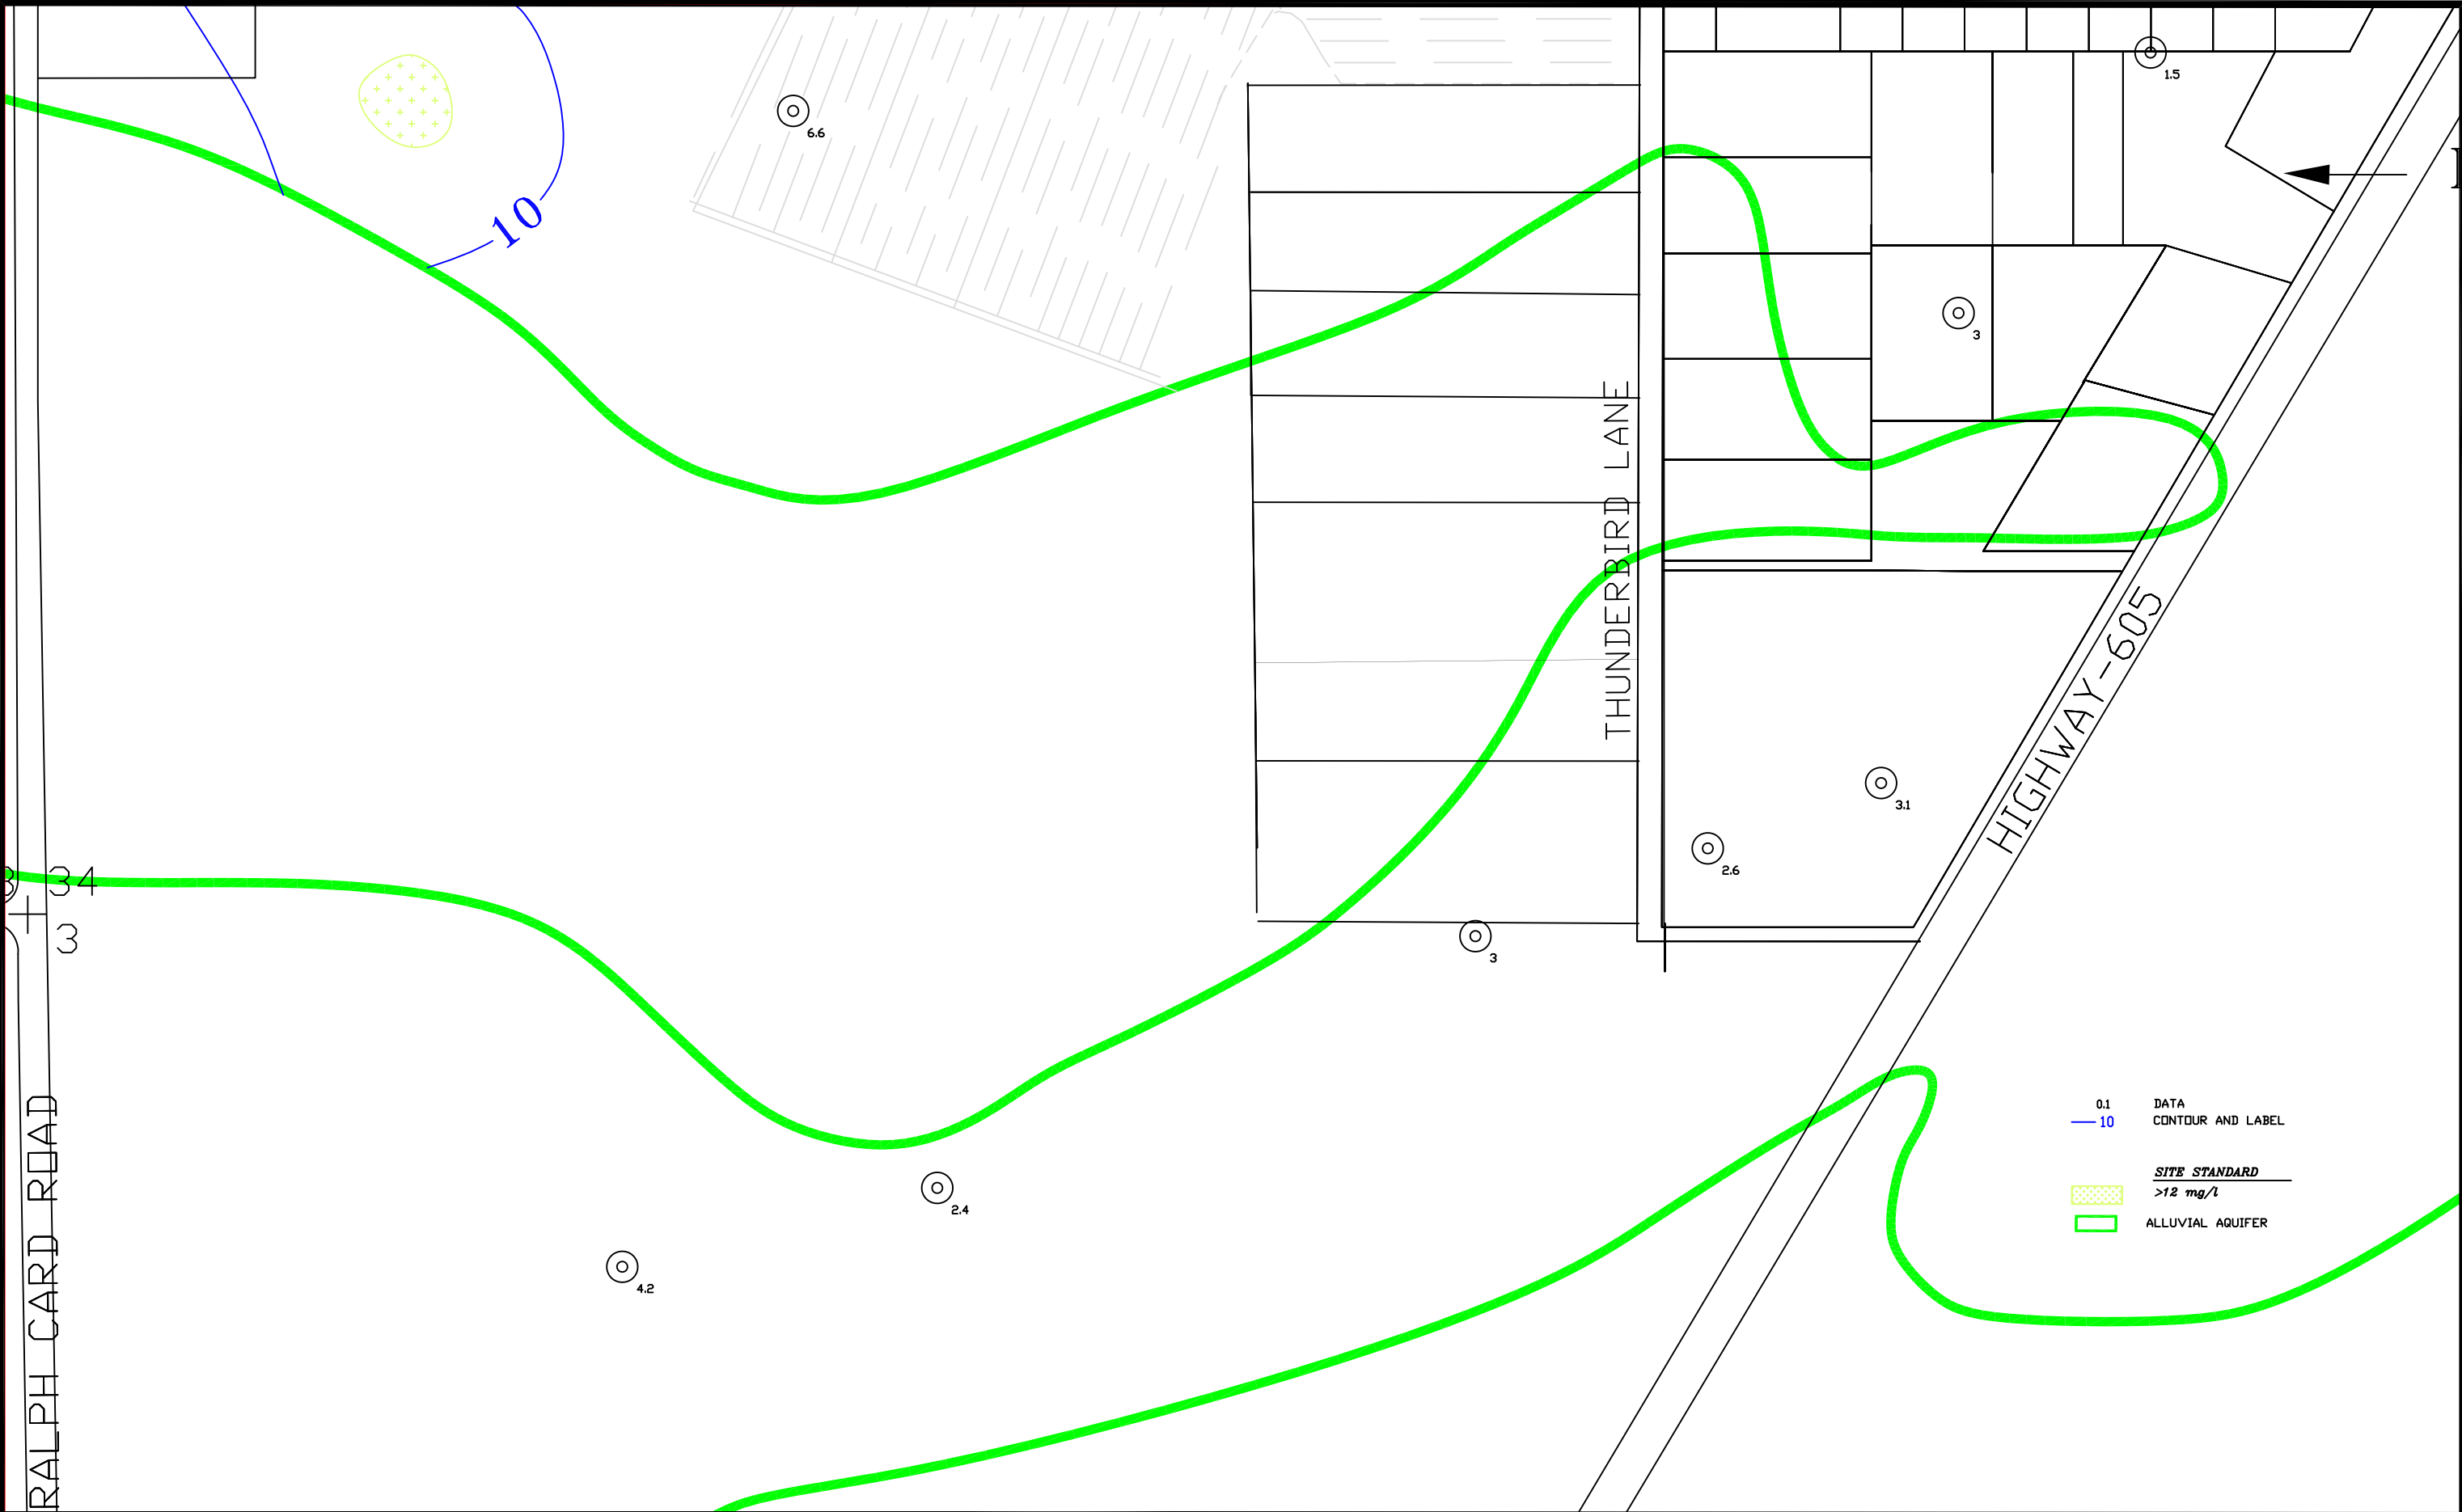 1.5
6.6
10
3
THUNDERBIRD LANE
HIGHWAY-605
3.1
2.6
34
3
3
RALPH CARD ROAD
0.1 DATA
10 CONTOUR AND LABEL
2.4
SITE STANDARD
>12 mg/l
ALLUVIAL AQUIFER
4.2